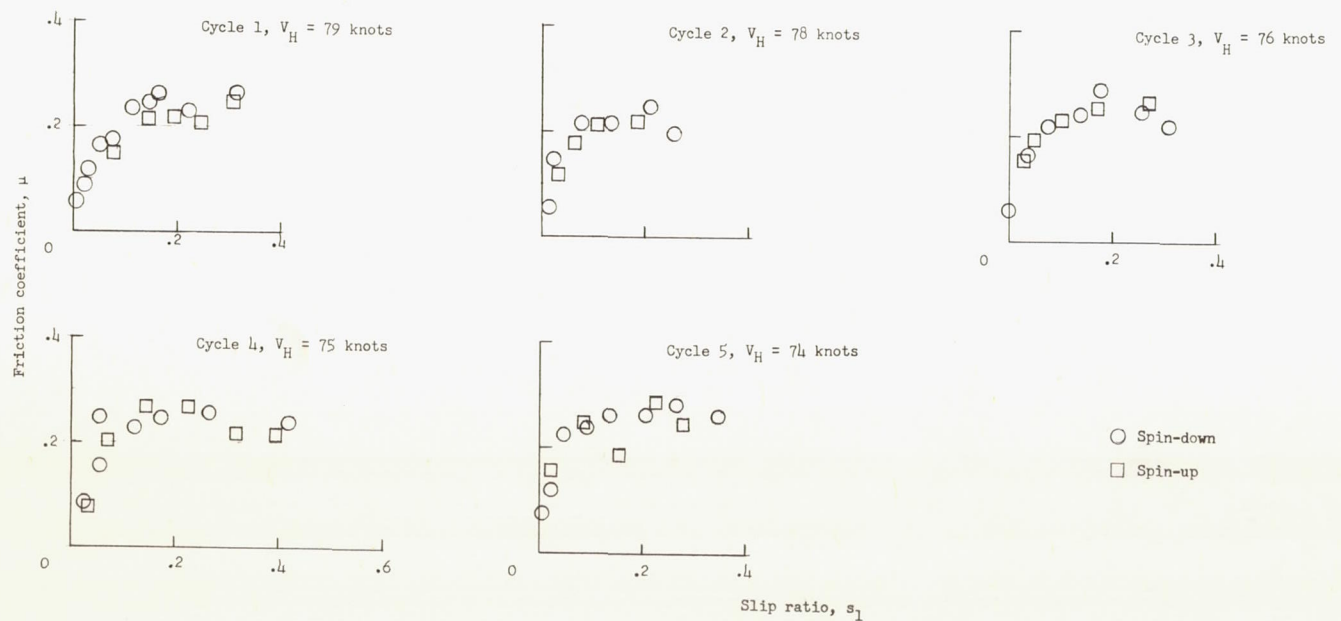 Cycle 1, V_H = 79 knots
.4
.2
0
.2
.4
Cycle 2, V_H = 78 knots
Cycle 3, V_H = 76 knots
0
.2
.4
Friction coefficient, μ
Cycle 4, V_H = 75 knots
.4
.2
0
.2
.4
.6
Cycle 5, V_H = 74 knots
0
.2
.4
Spin-down
Spin-up
Slip ratio, s_1